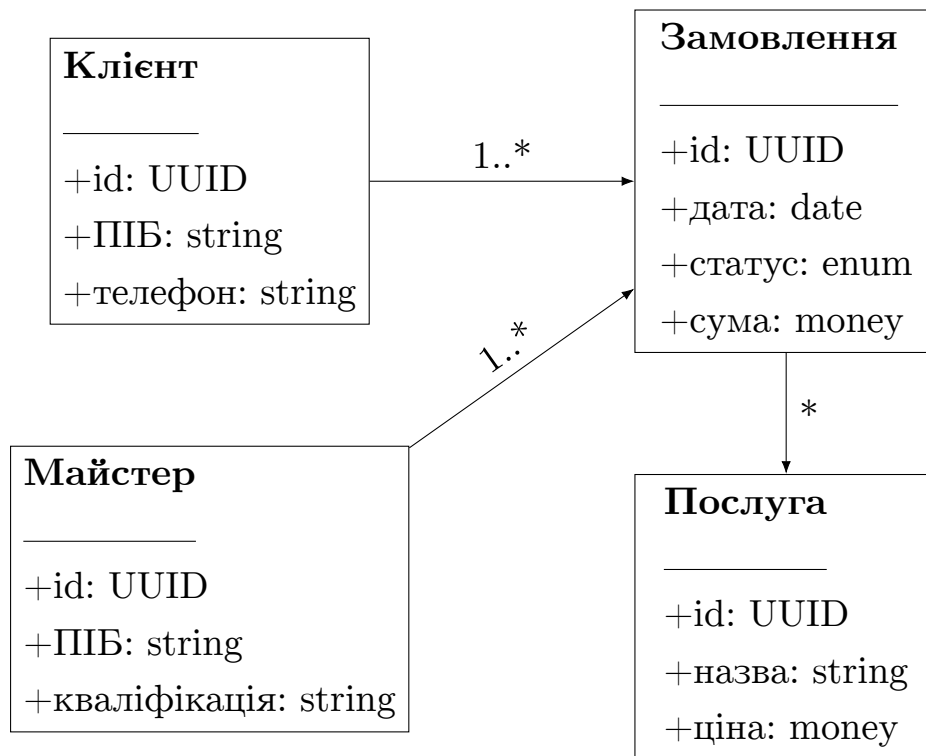 Клієнт
+id: UUID
+ПІБ: string
+телефон: string
1..*
Замовлення
+id: UUID
+дата: date
+статус: enum
+сума: money
1..*
*
Майстер
+id: UUID
+ПІБ: string
+кваліфікація: string
Послуга
+id: UUID
+назва: string
+ціна: money